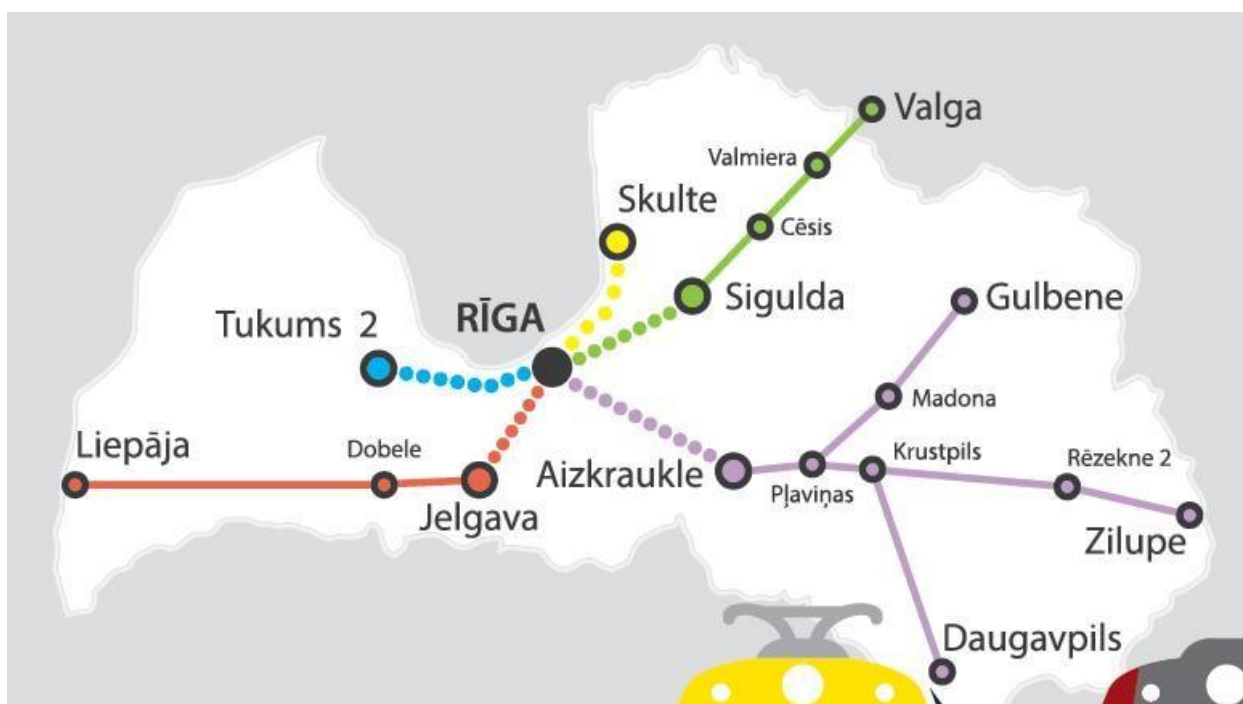 Valga
Valmiera
Skulte
Cēsis
Sigulda
Gulbene
RĪGA
Tukums 2
Madona
Liepāja
Dobele
Krustpils
Rēzekne 2
Aizkraukle
Pļaviņas
Jelgava
Zilupe
Daugavpils